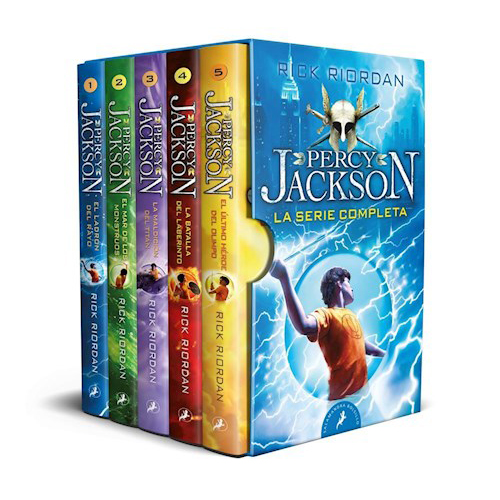 1
PERCY
JACKSON
EL LADRÓN
DEL RAYO
RICK RIORDAN
2
PERCY
JACKSON
EL MAR DE LOS
MONSTRUOS
RICK RIORDAN
3
PERCY
JACKSON
LA MALDICIÓN
DEL TITÁN
RICK RIORDAN
4
PERCY
JACKSON
LA BATALLA
DEL LABERINTO
RICK RIORDAN
5
PERCY
JACKSON
EL ÚLTIMO HÉROE
DEL OLIMPO
RICK RIORDAN
RICK RIORDAN
PERCY
JACKSON
LA SERIE COMPLETA
SALAMANDRA BOLSILLO